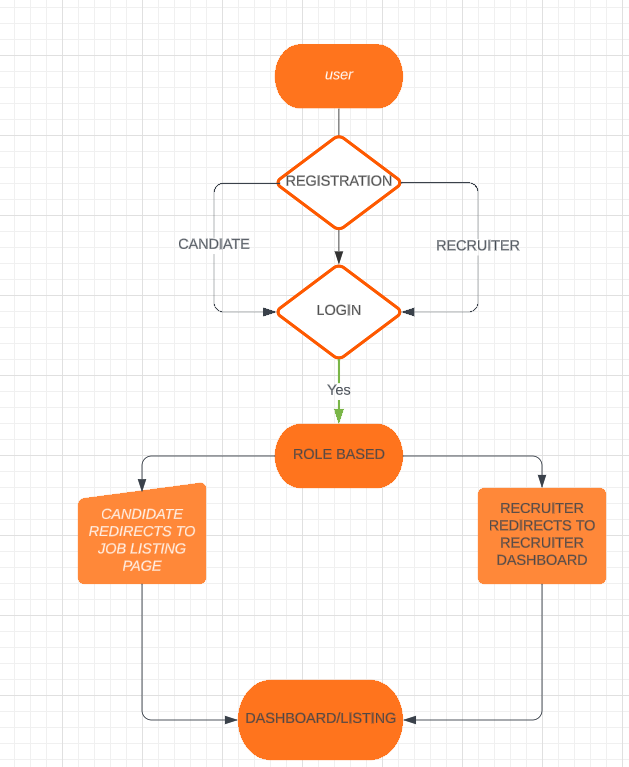 user
REGISTRATION
CANDIATE
RECRUITER
LOGIN
Yes
ROLE BASED
CANDIDATE
REDIRECTS TO
JOB LISTING
PAGE
RECRUITER
REDIRECTS TO
RECRUITER
DASHBOARD
DASHBOARD/LISTING